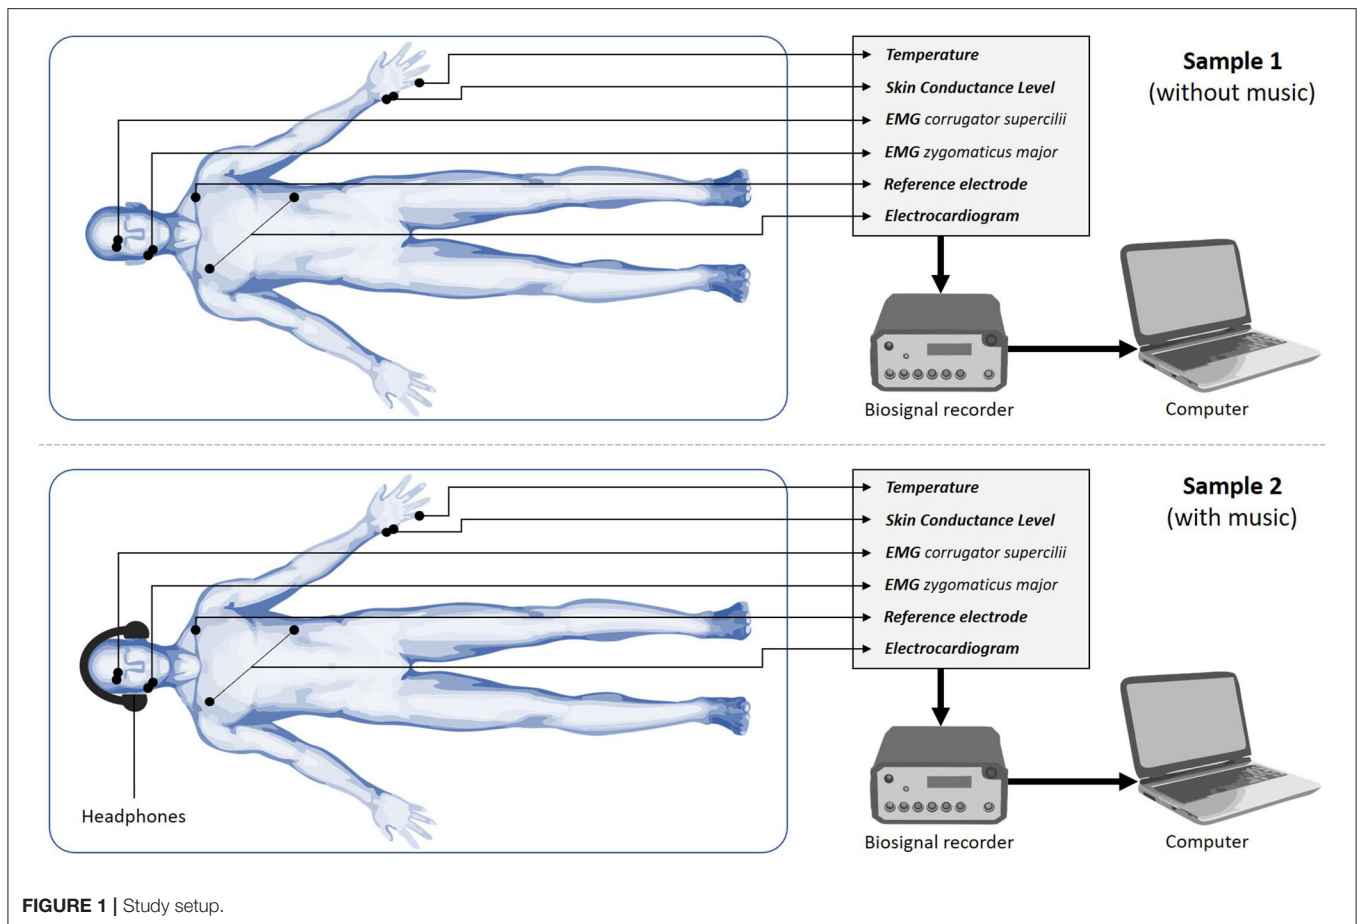 Temperature
Skin Conductance Level
EMG corrugator supercilii
EMG zygomaticus major
Reference electrode
Electrocardiogram
Sample 1
(without music)
Biosignal recorder
Computer
Temperature
Skin Conductance Level
EMG corrugator supercilii
EMG zygomaticus major
Reference electrode
Electrocardiogram
Sample 2
(with music)
Headphones
Biosignal recorder
Computer
FIGURE 1 | Study setup.